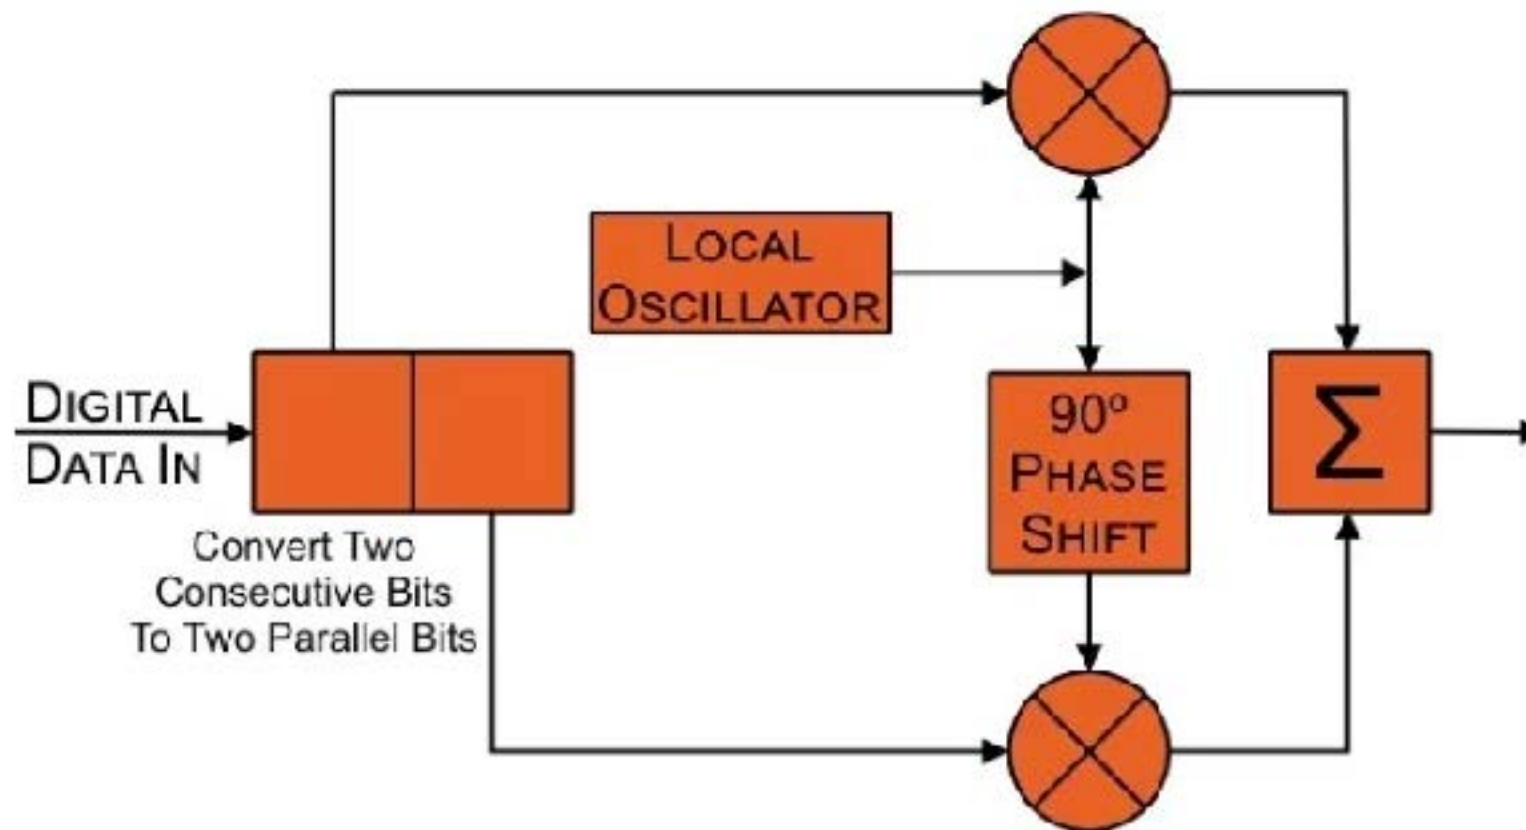 LOCAL
OSCILLATOR
DIGITAL
DATA IN
90º
PHASE
SHIFT
Σ
Convert Two
Consecutive Bits
To Two Parallel Bits